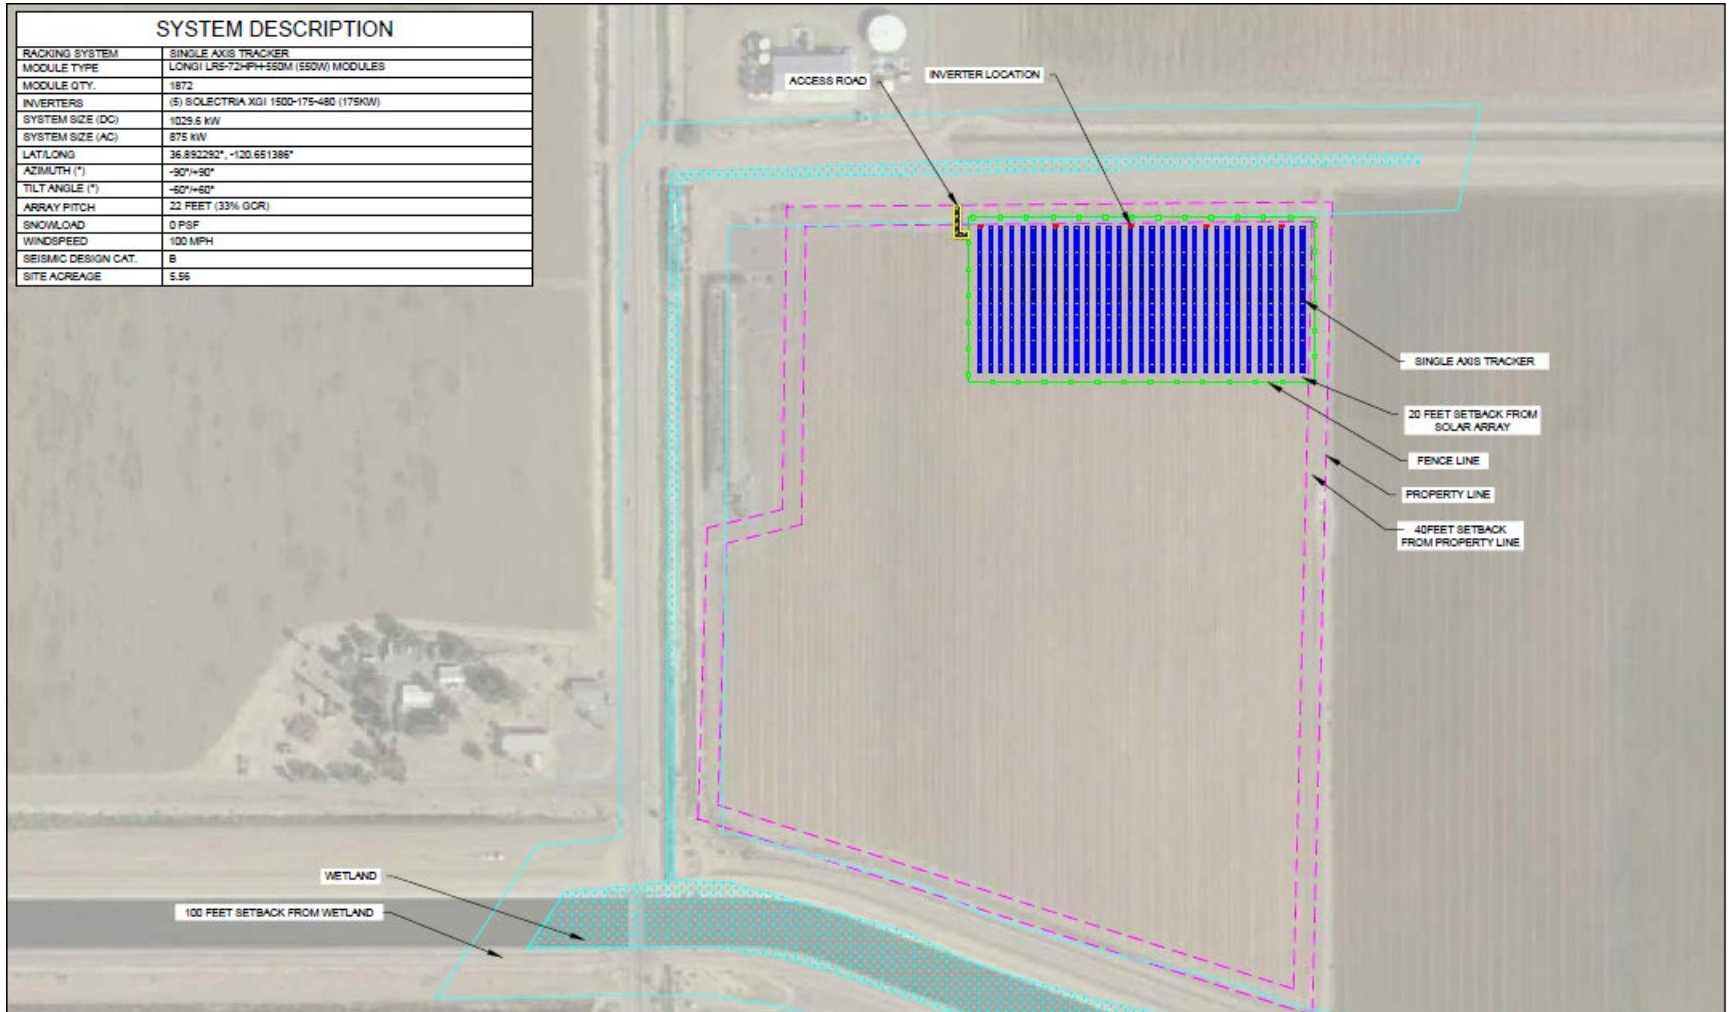 SYSTEM DESCRIPTION
RACKING SYSTEM SINGLE AXIS TRACKER
MODULE TYPE LONGI LR5-72HPH-550M (550W) MODULES
MODULE QTY. 1872
INVERTERS (5) SOLECTRIA XGI 1500-175-480 (175KW)
SYSTEM SIZE (DC) 1029.6 kW
SYSTEM SIZE (AC) 875 kW
LAT/LONG 36.892292°, -120.651386°
AZIMUTH (°) -90°/+90°
TILT ANGLE (°) -60°/+60°
ARRAY PITCH 22 FEET (33% GCR)
SNOWLOAD 0 PSF
WINDSPEED 100 MPH
SEISMIC DESIGN CAT. B
SITE ACREAGE 5.56
ACCESS ROAD
INVERTER LOCATION
SINGLE AXIS TRACKER
20 FEET SETBACK FROM
SOLAR ARRAY
FENCE LINE
PROPERTY LINE
40FEET SETBACK
FROM PROPERTY LINE
WETLAND
100 FEET SETBACK FROM WETLAND